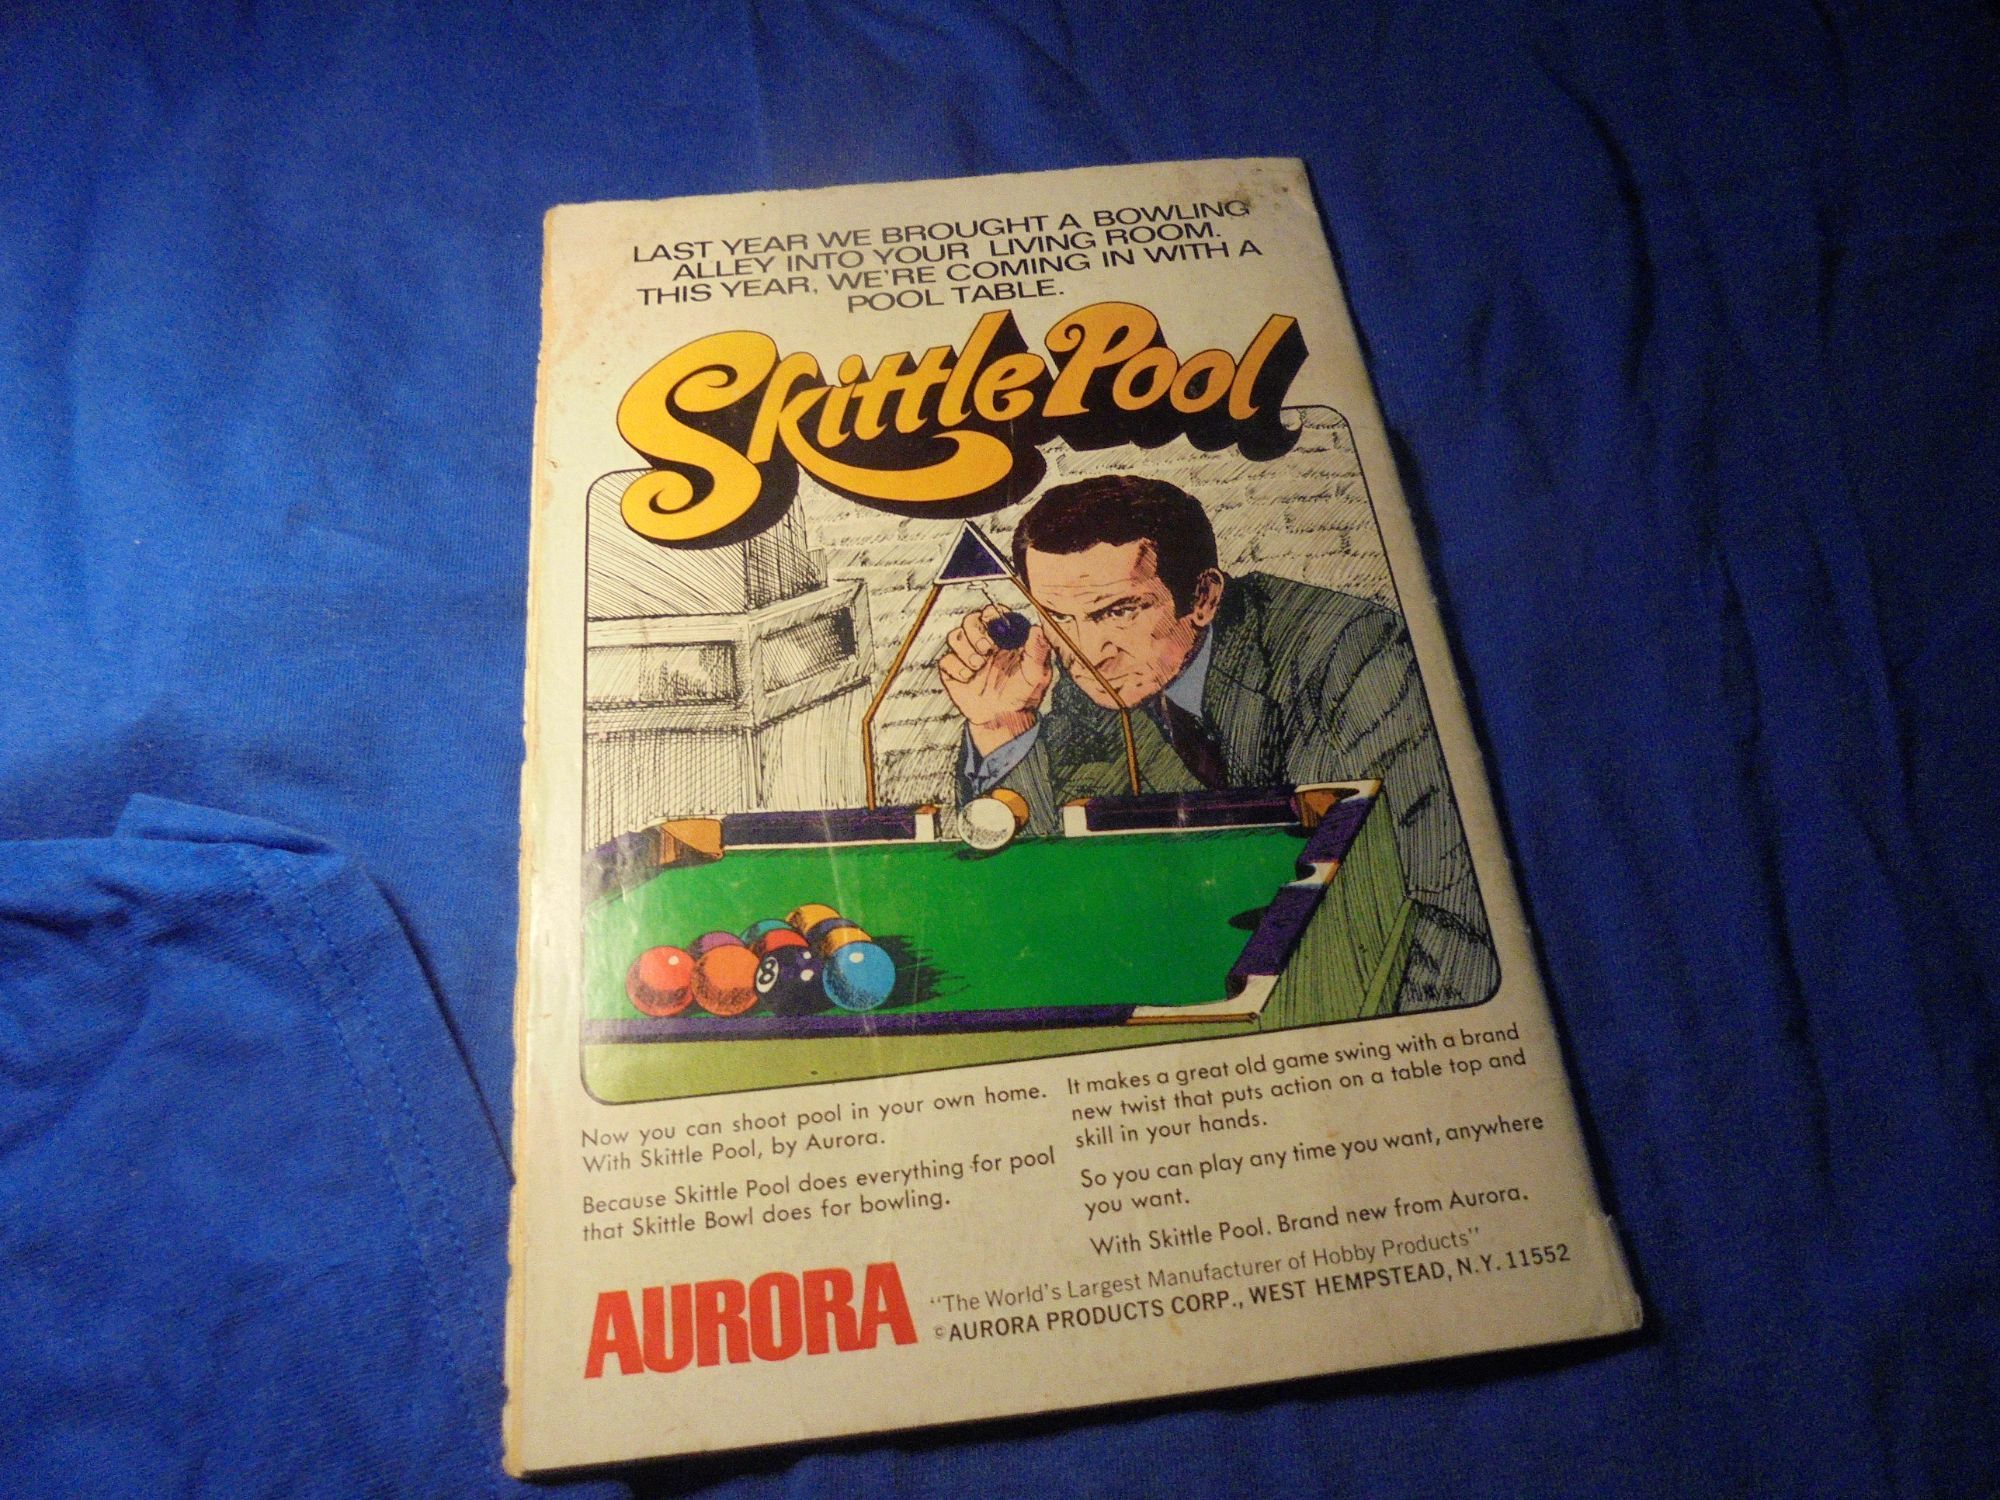 LAST YEAR WE BROUGHT A BOWLING
ALLEY INTO YOUR LIVING ROOM.
THIS YEAR, WE'RE COMING IN WITH A
POOL TABLE.
Skittle Pool
8
Now you can shoot pool in your own home.
With Skittle Pool, by Aurora.
Because Skittle Pool does everything for pool
that Skittle Bowl does for bowling.
It makes a great old game swing with a brand
new twist that puts action on a table top and
skill in your hands.
So you can play any time you want, anywhere
you want.
With Skittle Pool. Brand new from Aurora.
AURORA
"The World's Largest Manufacturer of Hobby Products"
©AURORA PRODUCTS CORP., WEST HEMPSTEAD, N.Y. 11552